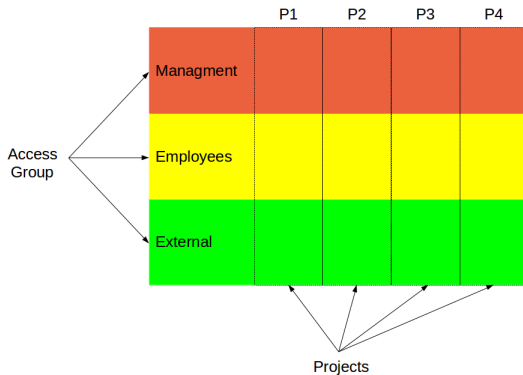 P1 P2 P3 P4
Managment
Access
Group
Employees
External
Projects